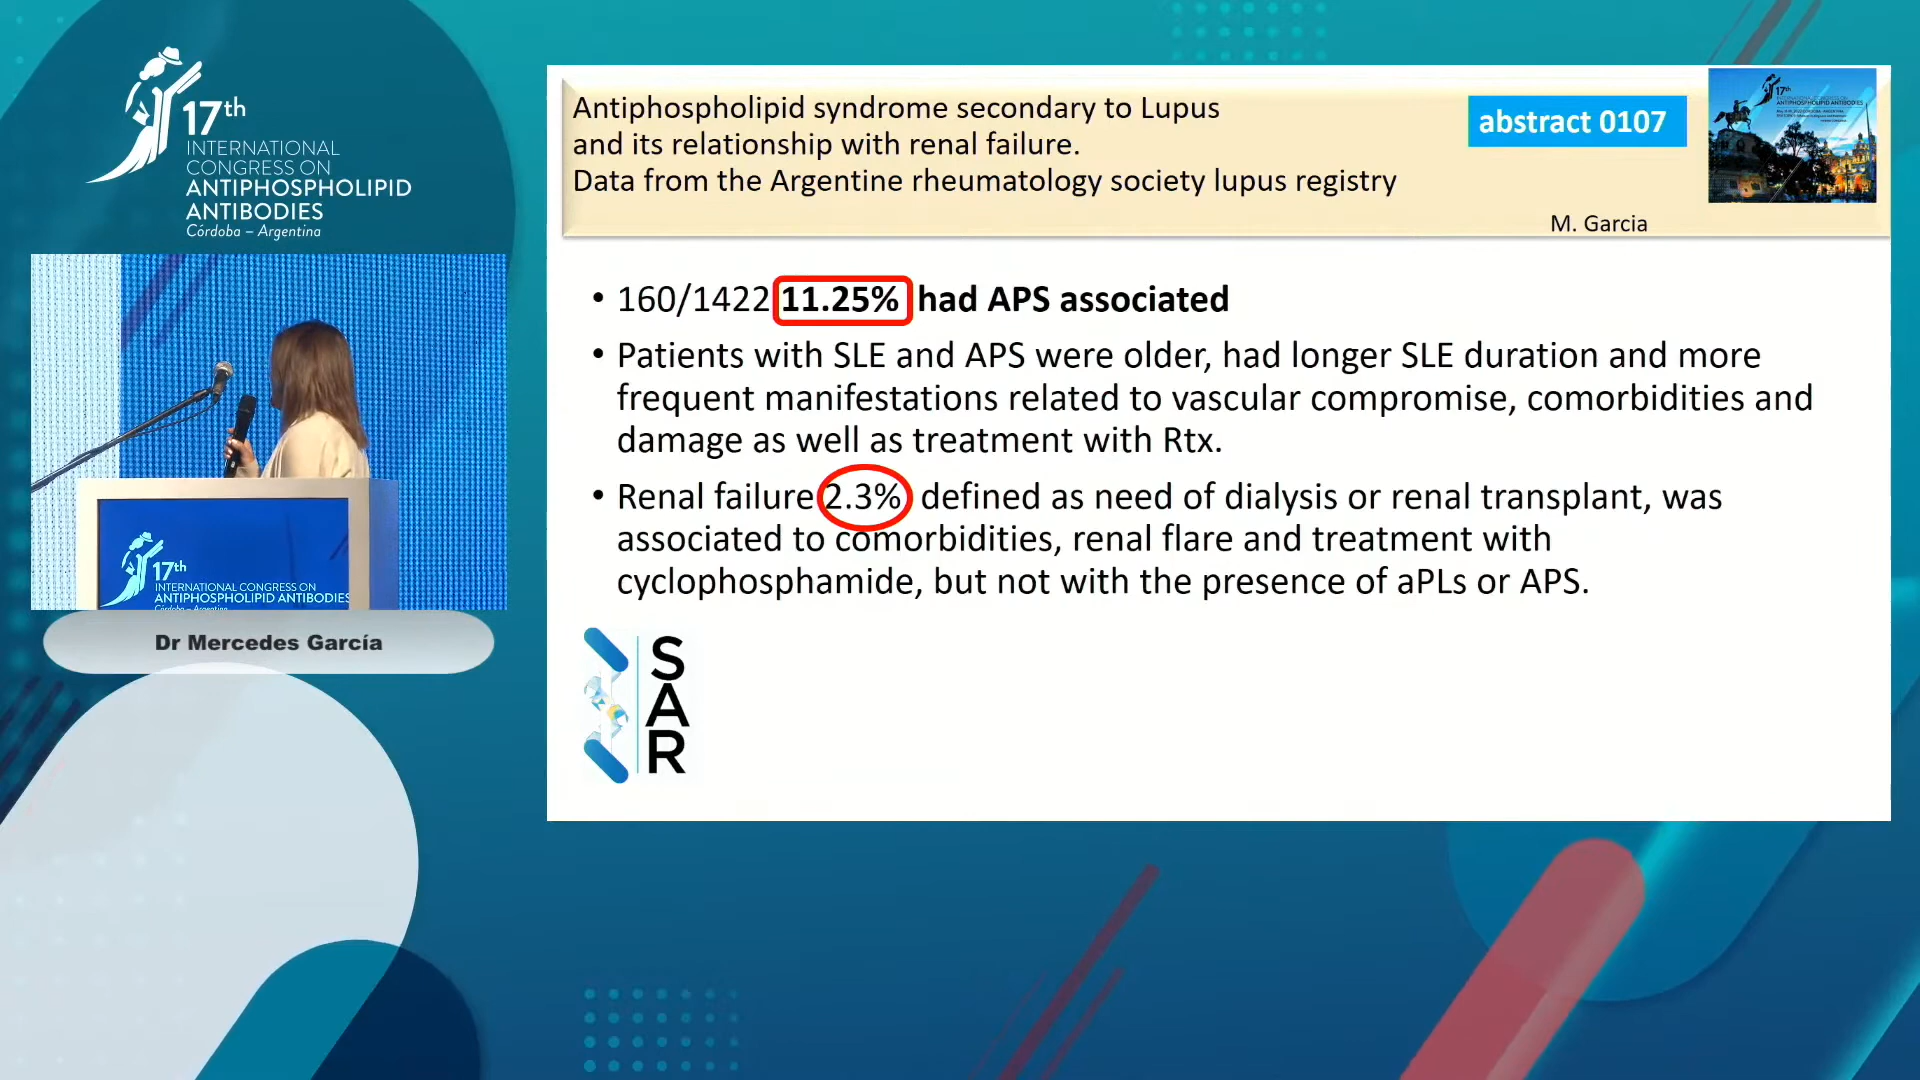 17th
INTERNATIONAL
CONGRESS ON
ANTIPHOSPHOLIPID
ANTIBODIES
Córdoba – Argentina
17th
INTERNATIONAL CONGRESS ON
ANTIPHOSPHOLIPID ANTIBODIES
Córdoba – Argentina
Dr Mercedes García
Antiphospholipid syndrome secondary to Lupus
and its relationship with renal failure.
Data from the Argentine rheumatology society lupus registry
abstract 0107
17th
M. Garcia
• 160/1422 11.25% had APS associated
• Patients with SLE and APS were older, had longer SLE duration and more
frequent manifestations related to vascular compromise, comorbidities and
damage as well as treatment with Rtx.
• Renal failure 2.3% defined as need of dialysis or renal transplant, was
associated to comorbidities, renal flare and treatment with
cyclophosphamide, but not with the presence of aPLs or APS.
SAR